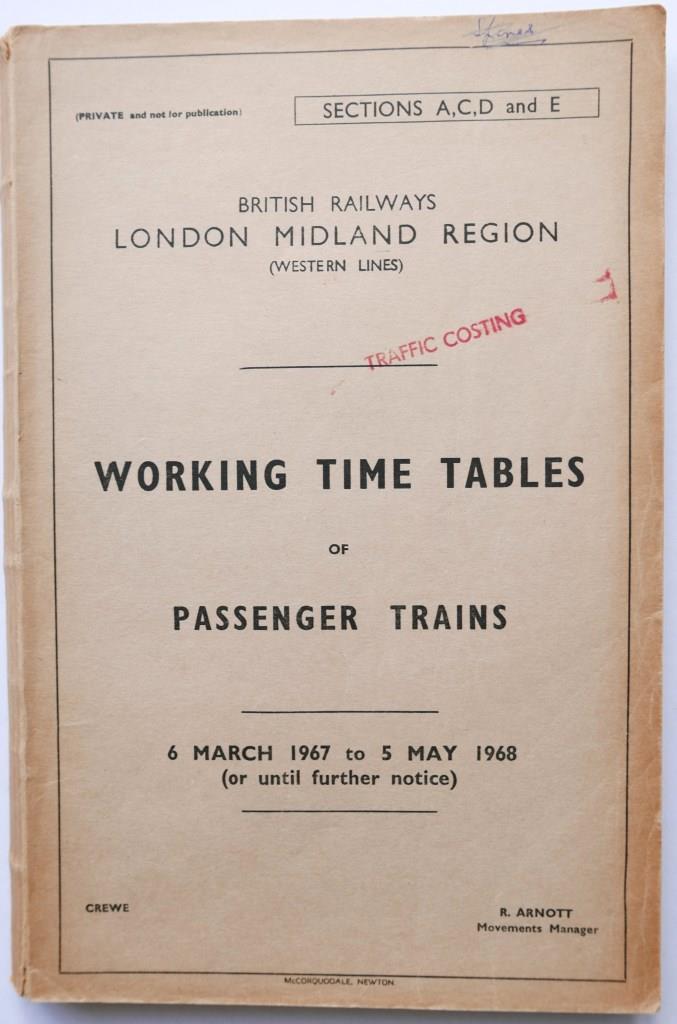 (PRIVATE and not for publication)
SECTIONS A,C,D and E
BRITISH RAILWAYS
LONDON MIDLAND REGION
(WESTERN LINES)
TRAFFIC COSTING
WORKING TIME TABLES
OF
PASSENGER TRAINS
6 MARCH 1967 to 5 MAY 1968
(or until further notice)
CREWE
R. ARNOTT
Movements Manager
McCORQUODALE, NEWTON